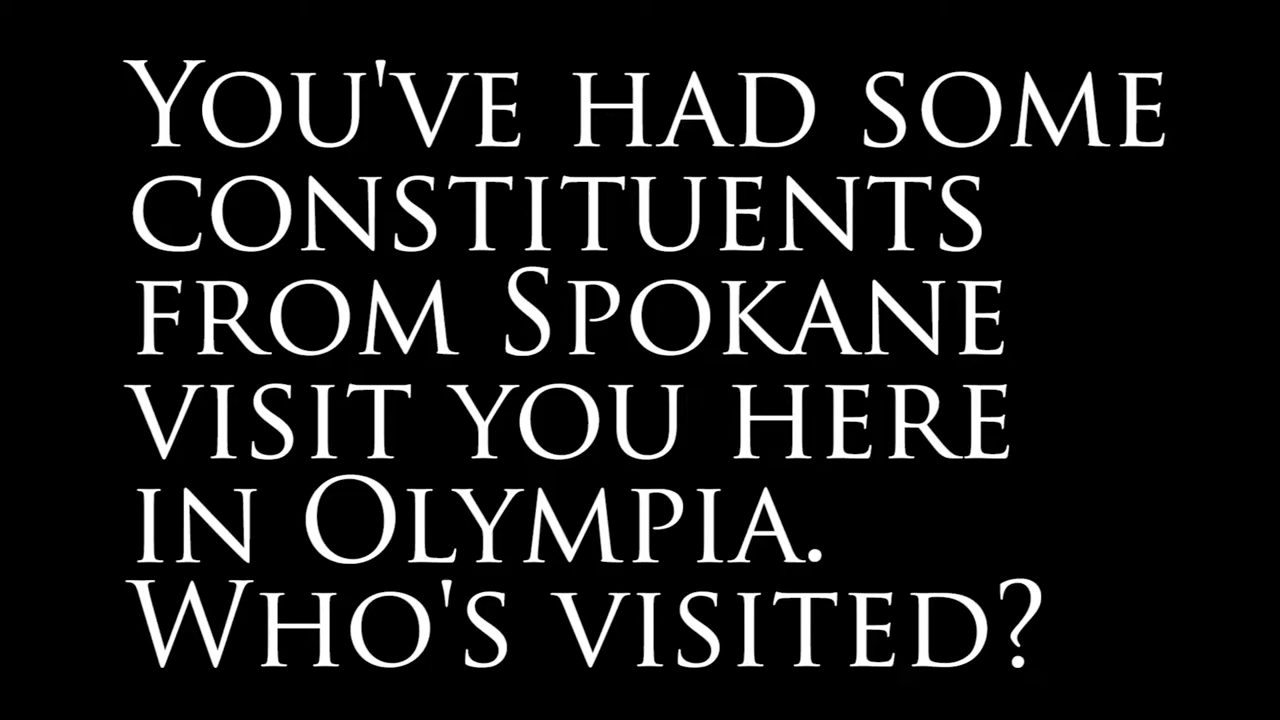 You've had some
constituents
from Spokane
visit you here
in Olympia.
Who's visited?